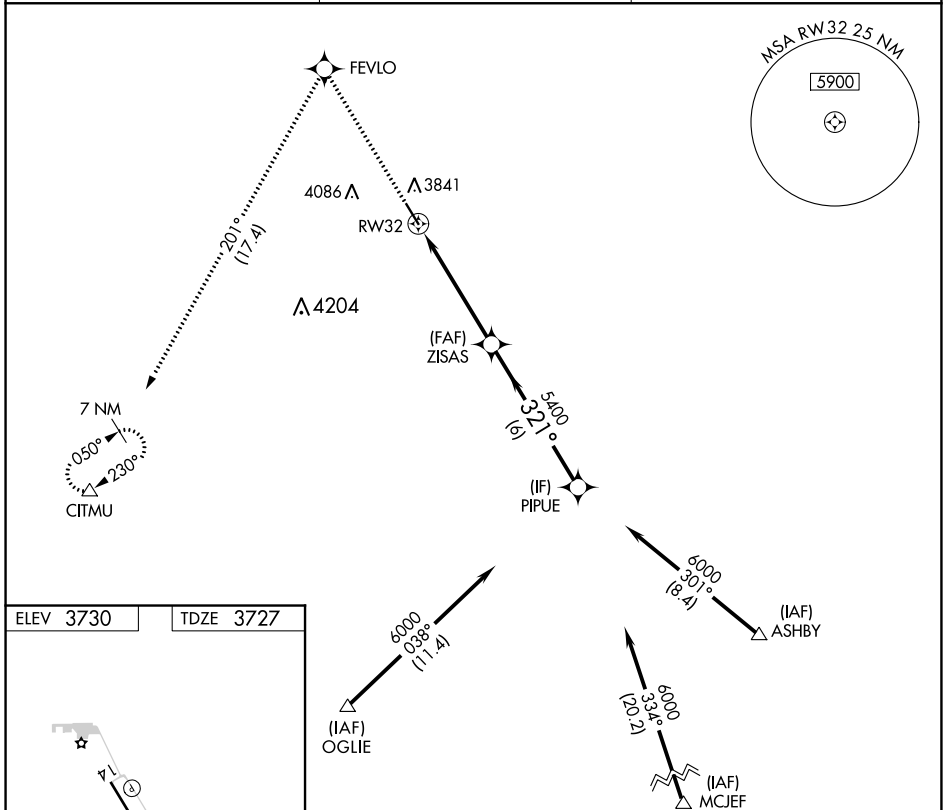 MSA RW32 25 NM
5900
FEVLO
4086
3841
RW32
201°
(17.4)
4204
(FAF)
ZISAS
7 NM
050°
230°
CITMU
5400
321°
(6)
(IF)
PIPUE
6000
301°
(8.4)
(IAF)
ASHBY
6000
038°
(11.4)
(IAF)
OGLIE
6000
334°
(20.2)
(IAF)
MCJEF
ELEV 3730
TDZE 3727
14
P